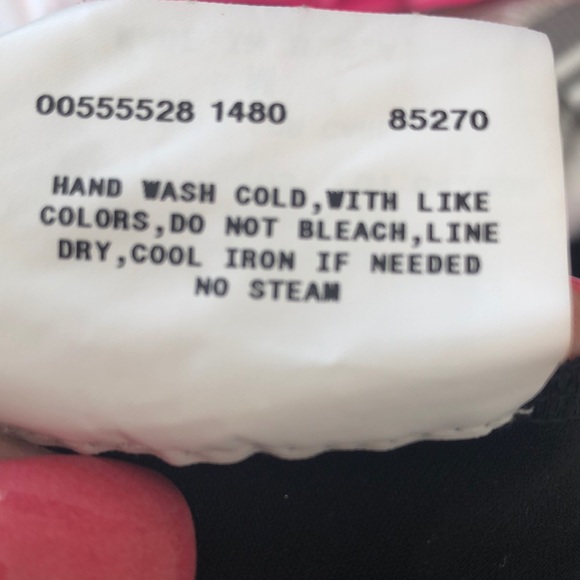 00555528 1480 85270
HAND WASH COLD,WITH LIKE
COLORS,DO NOT BLEACH,LINE
DRY,COOL IRON IF NEEDED
NO STEAM